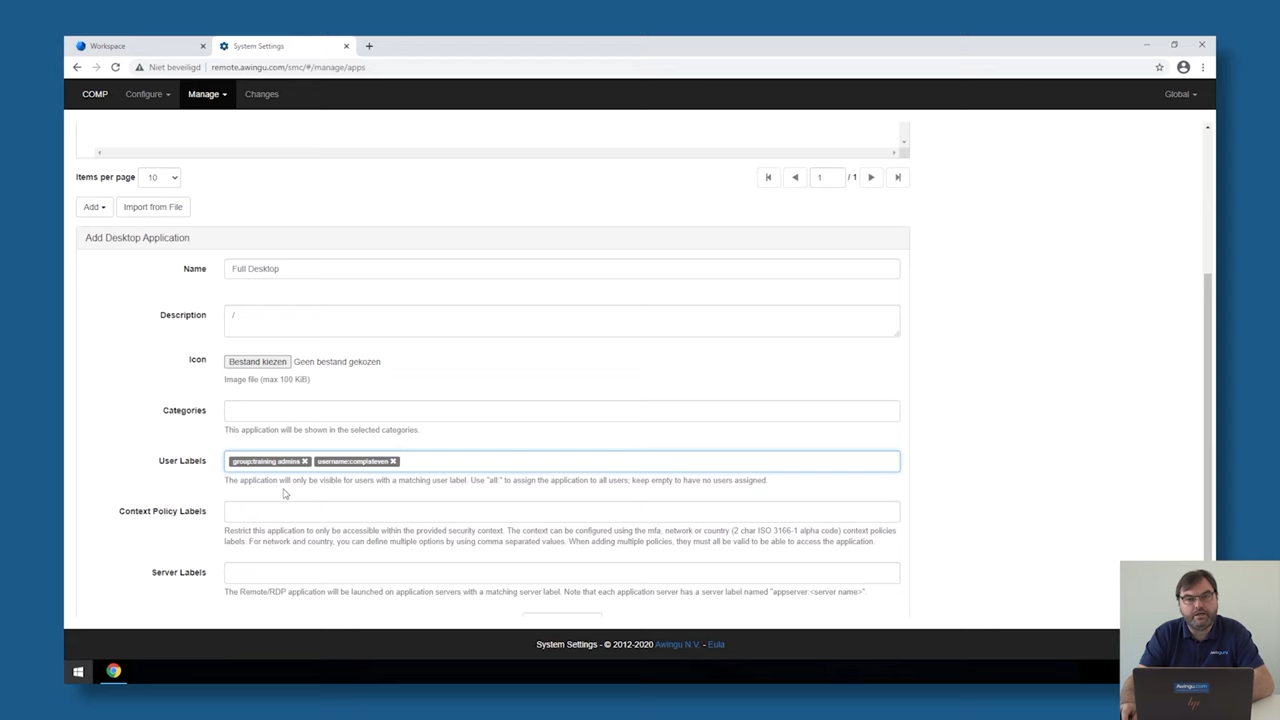 Workspace
System Settings
Niet beveiligd
remote.awingu.com/smc/#/manage/apps
COMP
Configure
Manage
Changes
Global
Items per page
10
1
/ 1
Add
Import from File
Add Desktop Application
Name
Full Desktop
Description
/
Icon
Bestand kiezen
Geen bestand gekozen
Image file (max 100 KiB)
Categories
This application will be shown in the selected categories.
User Labels
group:training admins
username:comp\steven
The application will only be visible for users with a matching user label. Use "all:" to assign the application to all users; keep empty to have no users assigned.
Context Policy Labels
Restrict this application to only be accessible within the provided security context. The context can be configured using the mfa, network or country (2 char ISO 3166-1 alpha code) context policies
labels. For network and country, you can define multiple options by using comma separated values. When adding multiple policies, they must all be valid to be able to access the application.
Server Labels
The Remote/RDP application will be launched on application servers with a matching server label. Note that each application server has a server label named "appserver:<server name>".
System Settings - © 2012-2020 Awingu N.V. - Eula
awingu
Awingu.com
hp